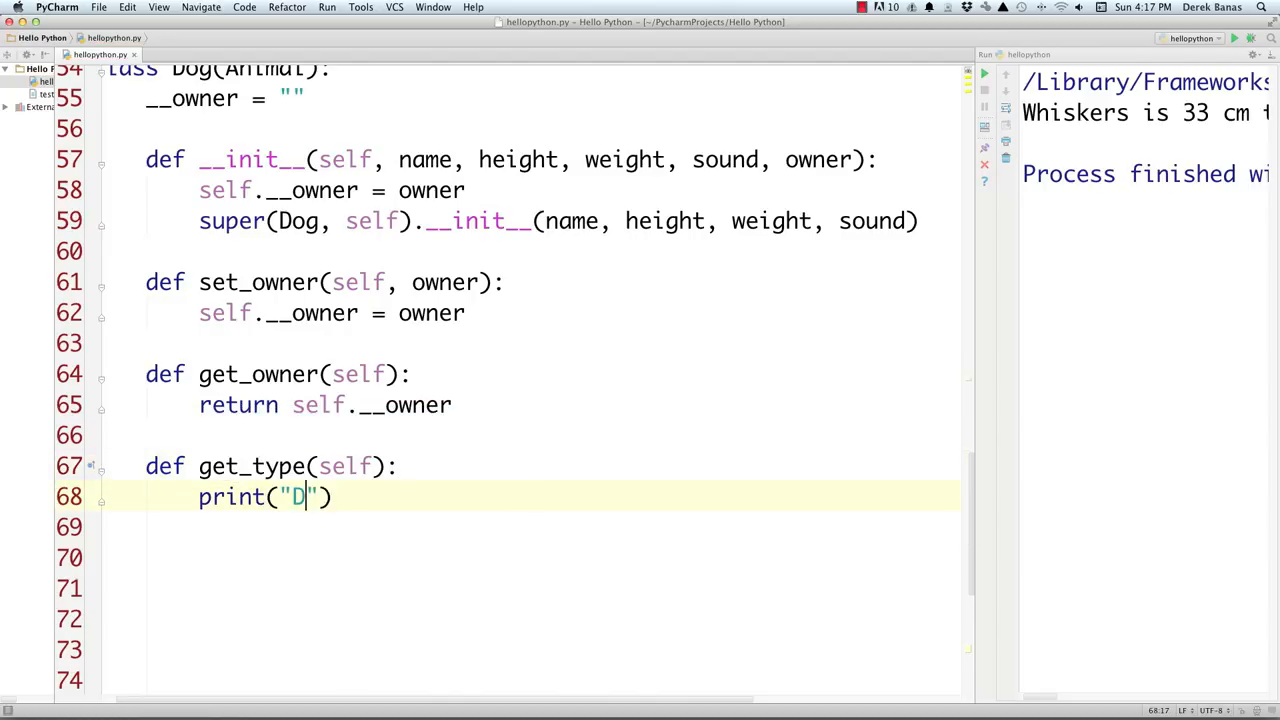 PyCharm File Edit View Navigate Code Refactor Run Tools VCS Window Help 10 Sun 4:17 PM Derek Banas
hellopython.py - Hello Python - [~/PycharmProjects/Hello Python]
Hello Python hellopython.py hellopython
hellopython.py Run hellopython
Hello P
hell
test
Extern
54 lass Dog(Animal):
55 __owner = ""
56
57 def __init__(self, name, height, weight, sound, owner):
58 self.__owner = owner
59 super(Dog, self).__init__(name, height, weight, sound)
60
61 def set_owner(self, owner):
62 self.__owner = owner
63
64 def get_owner(self):
65 return self.__owner
66
67 def get_type(self):
68 print("D")
69
70
71
72
73
74
/Library/Frameworks
Whiskers is 33 cm t
Process finished wi
68:17 LF UTF-8